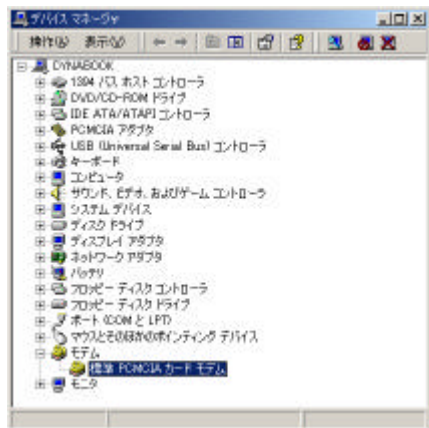 デバイス マネージャ
操作(A) 表示(V)
DYNABOOK
1394 バス ホスト コントローラ
DVD/CD-ROM ドライブ
IDE ATA/ATAPI コントローラ
PCMCIA アダプタ
USB (Universal Serial Bus) コントローラ
キーボード
コンピュータ
サウンド、ビデオ、およびゲーム コントローラ
システム デバイス
ディスク ドライブ
ディスプレイ アダプタ
ネットワーク アダプタ
バッテリ
フロッピー ディスク コントローラ
フロッピー ディスク ドライブ
ポート (COM と LPT)
マウスとそのほかのポインティング デバイス
モデム
標準 PCMCIA カード モデム
モニタ